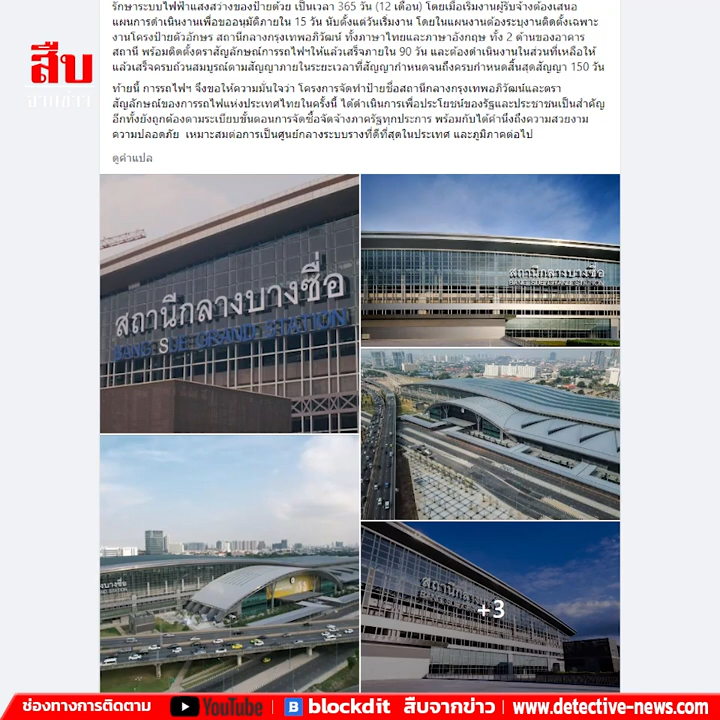 รักษาระบบไฟฟ้าแสงสว่างของป้ายด้วย เป็นเวลา 365 วัน (12 เดือน) โดยเมื่อเริ่มงานผู้รับจ้างต้องเสนอ
แผนการดำเนินงานเพื่อขออนุมัติภายใน 15 วัน นับตั้งแต่วันเริ่มงาน โดยในแผนงานต้องระบุงานติดตั้งเฉพาะ
งานโครงป้ายตัวอักษร สถานีกลางกรุงเทพอภิวัฒน์ ทั้งภาษาไทยและภาษาอังกฤษ ทั้ง 2 ด้านของอาคาร
สถานี พร้อมติดตั้งตราสัญลักษณ์การรถไฟฯให้แล้วเสร็จภายใน 90 วัน และต้องดำเนินงานในส่วนที่เหลือให้
แล้วเสร็จครบถ้วนสมบูรณ์ตามสัญญาภายในระยะเวลาที่สัญญากำหนดจนถึงครบกำหนดสิ้นสุดสัญญา 150 วัน
ท้ายนี้ การรถไฟฯ จึงขอให้ความมั่นใจว่า โครงการจัดทำป้ายชื่อสถานีกลางกรุงเทพอภิวัฒน์และตรา
สัญลักษณ์ของการรถไฟแห่งประเทศไทยในครั้งนี้ ได้ดำเนินการเพื่อประโยชน์ของรัฐและประชาชนเป็นสำคัญ
อีกทั้งยังถูกต้องตามระเบียบขั้นตอนการจัดซื้อจัดจ้างภาครัฐทุกประการ พร้อมกับได้คำนึงถึงความสวยงาม
ความปลอดภัย เหมาะสมต่อการเป็นศูนย์กลางระบบรางที่ดีที่สุดในประเทศ และภูมิภาคต่อไป
ดูคำแปล
สืบ
จากข่าว
สถานีกลางบางซื่อ
BANG SUE GRAND STATION
สถานีกลางบางซื่อ
BANG SUE GRAND STATION
างบางซื่อ
สถานีกลาง
+3
ช่องทางการติดตาม
YouTube
B blockdit
สืบจากข่าว
www.detective-news.com